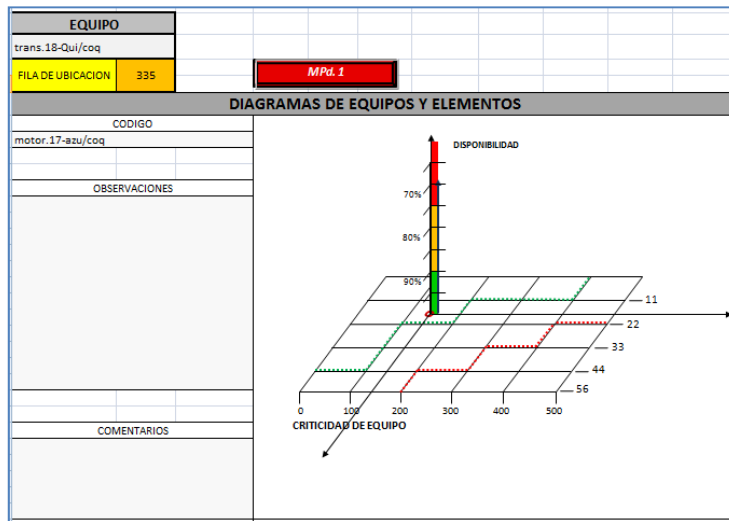 EQUIPO
trans.18-Qui/coq
FILA DE UBICACION 335
MPd. 1
DIAGRAMAS DE EQUIPOS Y ELEMENTOS
CODIGO
motor.17-azu/coq
OBSERVACIONES
COMENTARIOS
DISPONIBILIDAD
70%
80%
90%
11
22
33
44
56
0 100 200 300 400 500
CRITICIDAD DE EQUIPO